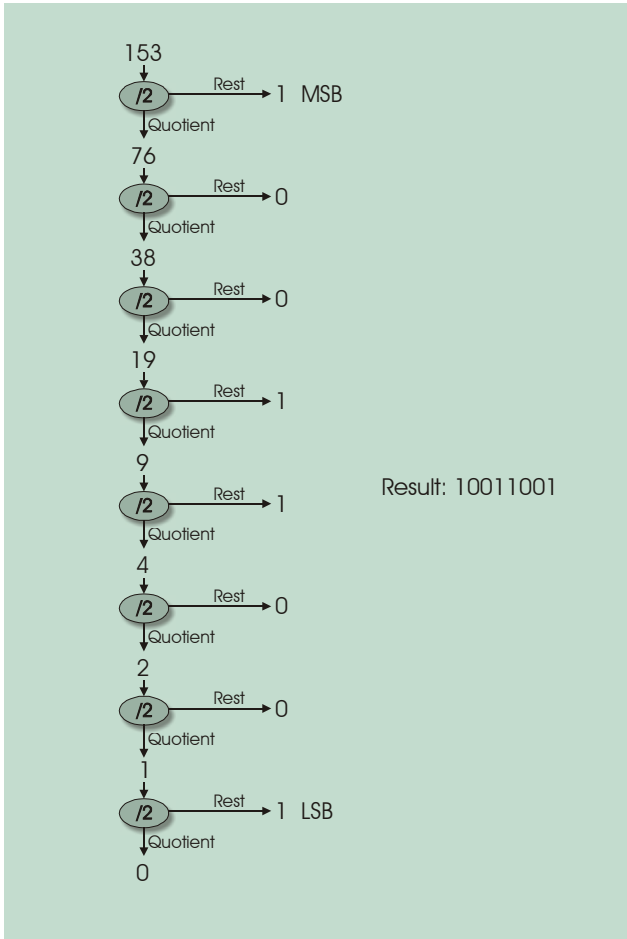 153
/2 Rest 1 MSB
Quotient
76
/2 Rest 0
Quotient
38
/2 Rest 0
Quotient
19
/2 Rest 1
Quotient
9
/2 Rest 1
Quotient
Result: 10011001
4
/2 Rest 0
Quotient
2
/2 Rest 0
Quotient
1
/2 Rest 1 LSB
Quotient
0